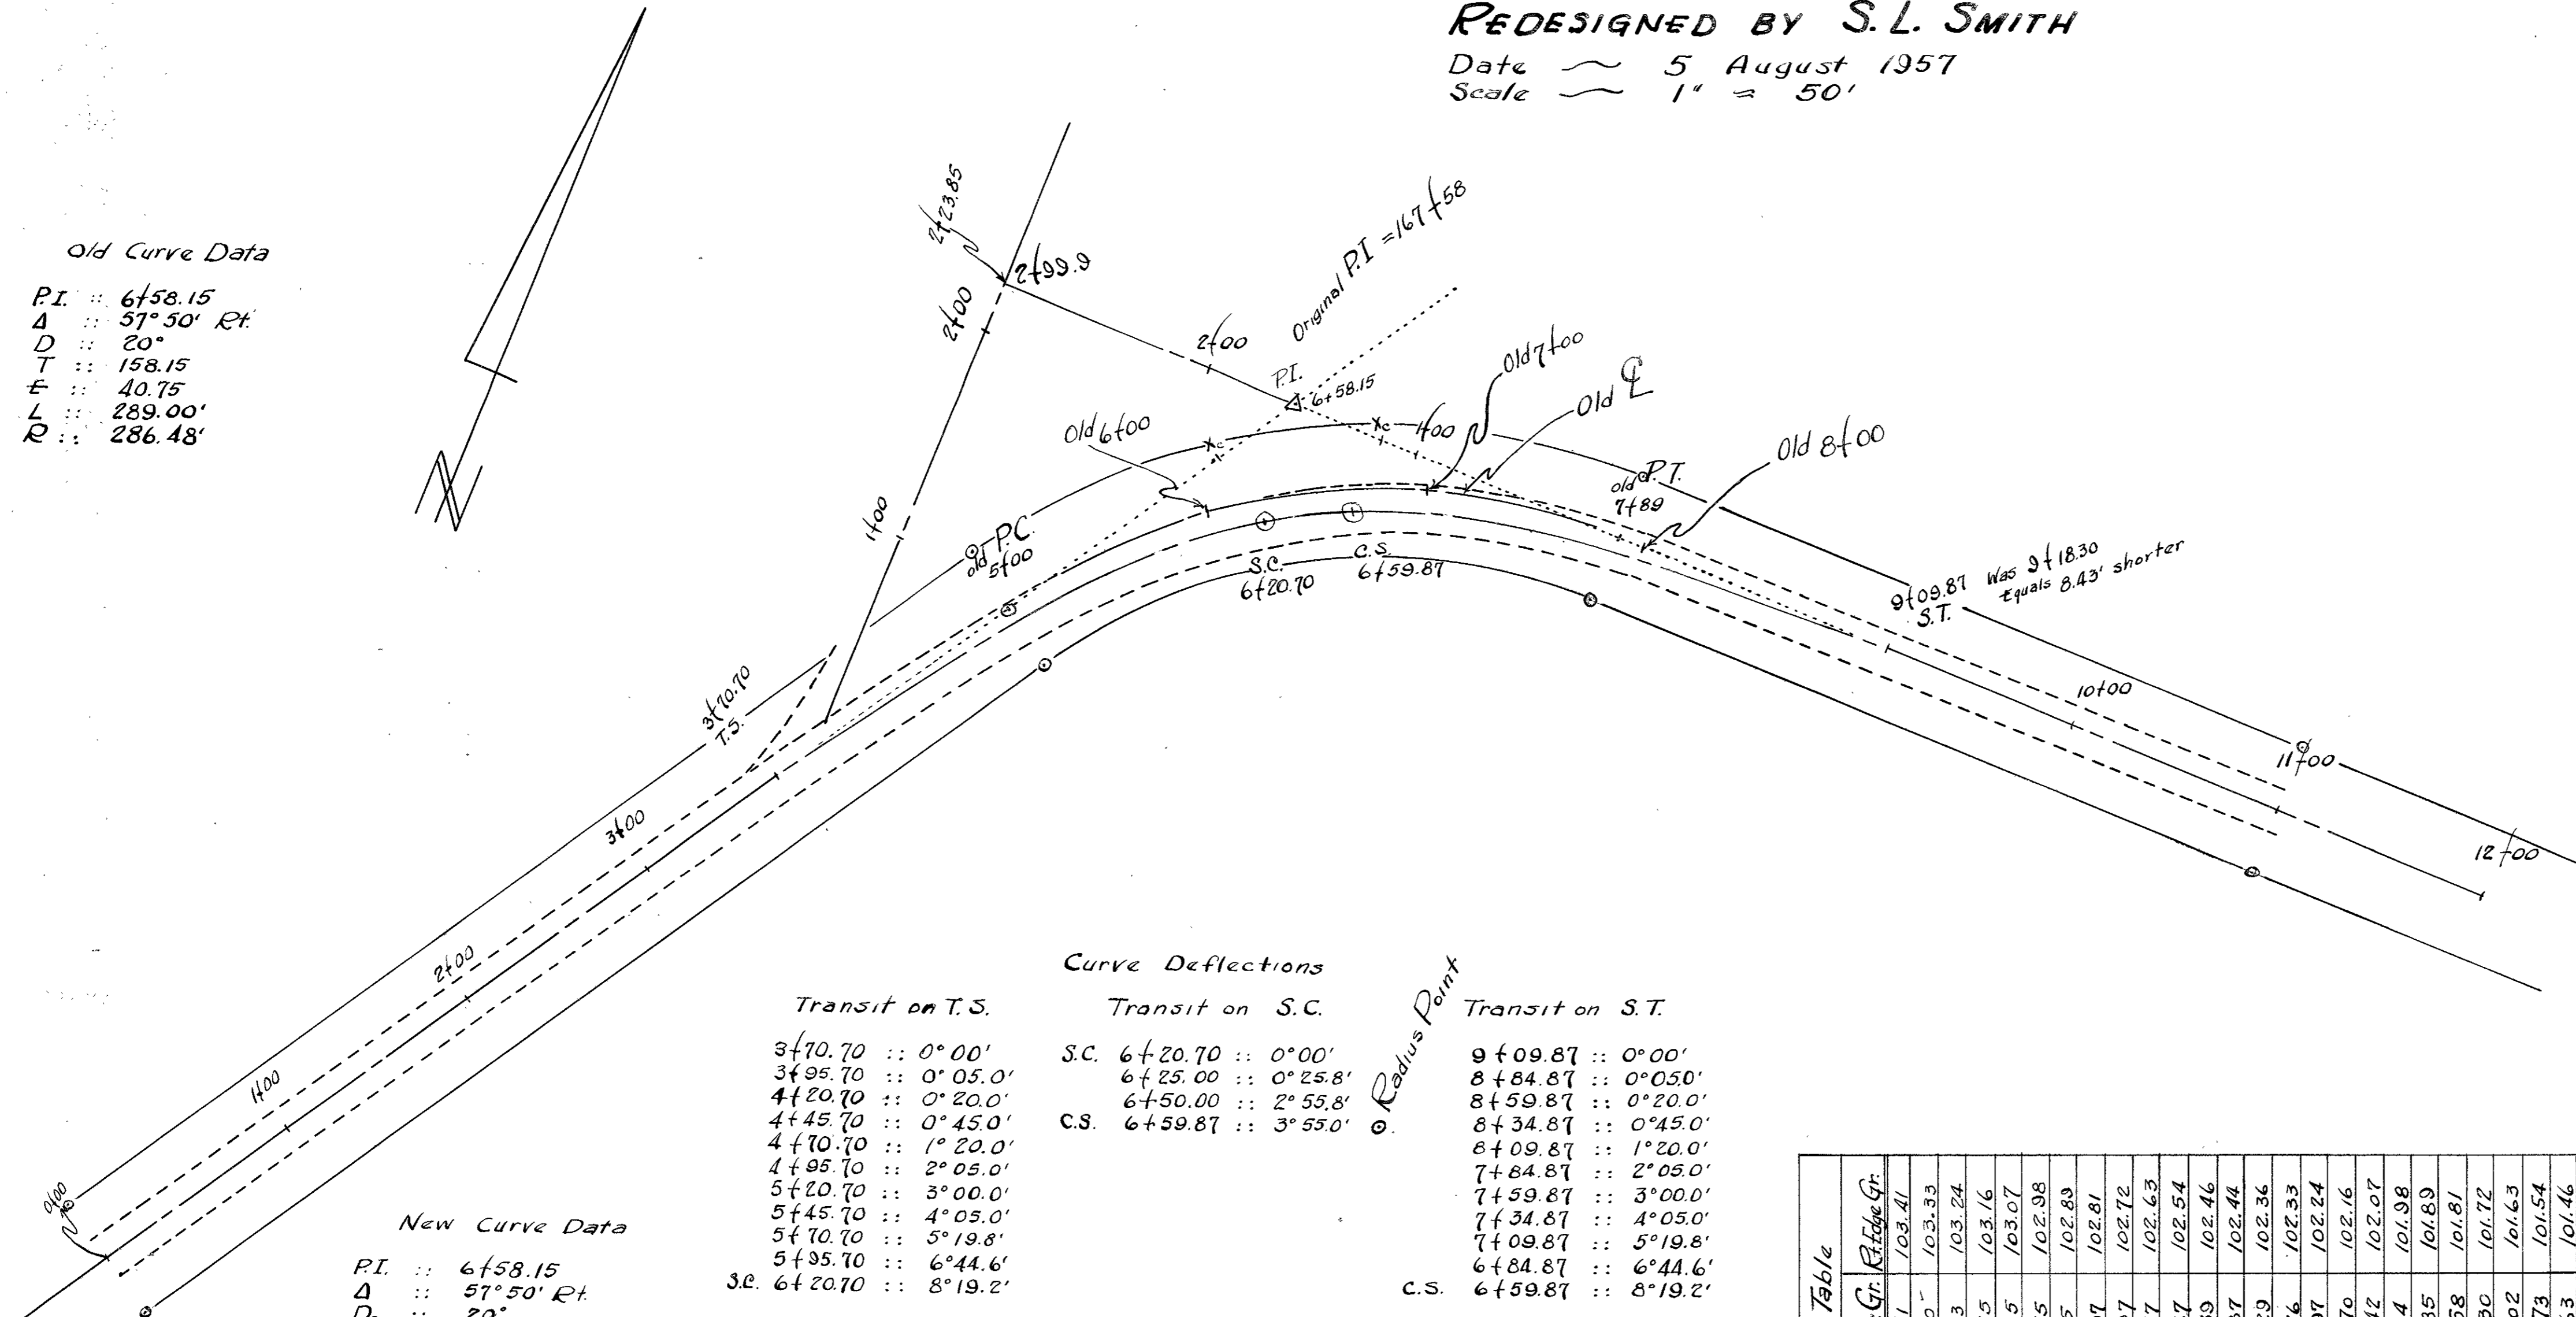 REDESIGNED BY S. L. SMITH
Date ~ 5 August 1957
Scale ~ 1" = 50'
Old Curve Data
P.I. :: 6+58.15
Δ :: 57° 50' Rt.
D :: 20°
T :: 158.15
E :: 40.75
L :: 289.00'
R :: 286.48'
N
2+23.85
2+99.9
2+00
1+00
2+00
Original P.I = 167+58
P.I.
6+58.15
1+00
Old 6+00
Old 7+00
Old ℄
Old 8+00
P.C.
old 5+00
P.T.
old 7+89
S.C.
6+20.70
C.S.
6+59.87
9+09.87 Was 9+18.30
S.T. Equals 8.43' shorter
3+70.70
T.S.
3+00
2+00
1+00
0+00
10+00
11+00
12+00
Curve Deflections
Transit on T.S.
3+70.70 :: 0° 00'
3+95.70 :: 0° 05.0'
4+20.70 :: 0° 20.0'
4+45.70 :: 0° 45.0'
4+70.70 :: 1° 20.0'
4+95.70 :: 2° 05.0'
5+20.70 :: 3° 00.0'
5+45.70 :: 4° 05.0'
5+70.70 :: 5° 19.8'
5+95.70 :: 6° 44.6'
S.C. 6+20.70 :: 8° 19.2'
Transit on S.C.
S.C. 6+20.70 :: 0° 00'
6+25.00 :: 0° 25.8'
6+50.00 :: 2° 55.8'
C.S. 6+59.87 :: 3° 55.0'
Radius Point
Transit on S.T.
9+09.87 :: 0° 00'
8+84.87 :: 0° 05.0'
8+59.87 :: 0° 20.0'
8+34.87 :: 0° 45.0'
8+09.87 :: 1° 20.0'
7+84.87 :: 2° 05.0'
7+59.87 :: 3° 00.0'
7+34.87 :: 4° 05.0'
7+09.87 :: 5° 19.8'
6+84.87 :: 6° 44.6'
C.S. 6+59.87 :: 8° 19.2'
New Curve Data
P.I. :: 6+58.15
Δ :: 57° 50' Rt.
D :: 20°
Table
Gr.
Rt Edge Gr.
103.41
103.33
103.24
103.16
103.07
102.98
102.89
102.81
102.72
102.63
102.54
102.46
102.44
102.36
102.33
102.24
102.16
102.07
101.98
101.89
101.81
101.72
101.63
101.54
101.46